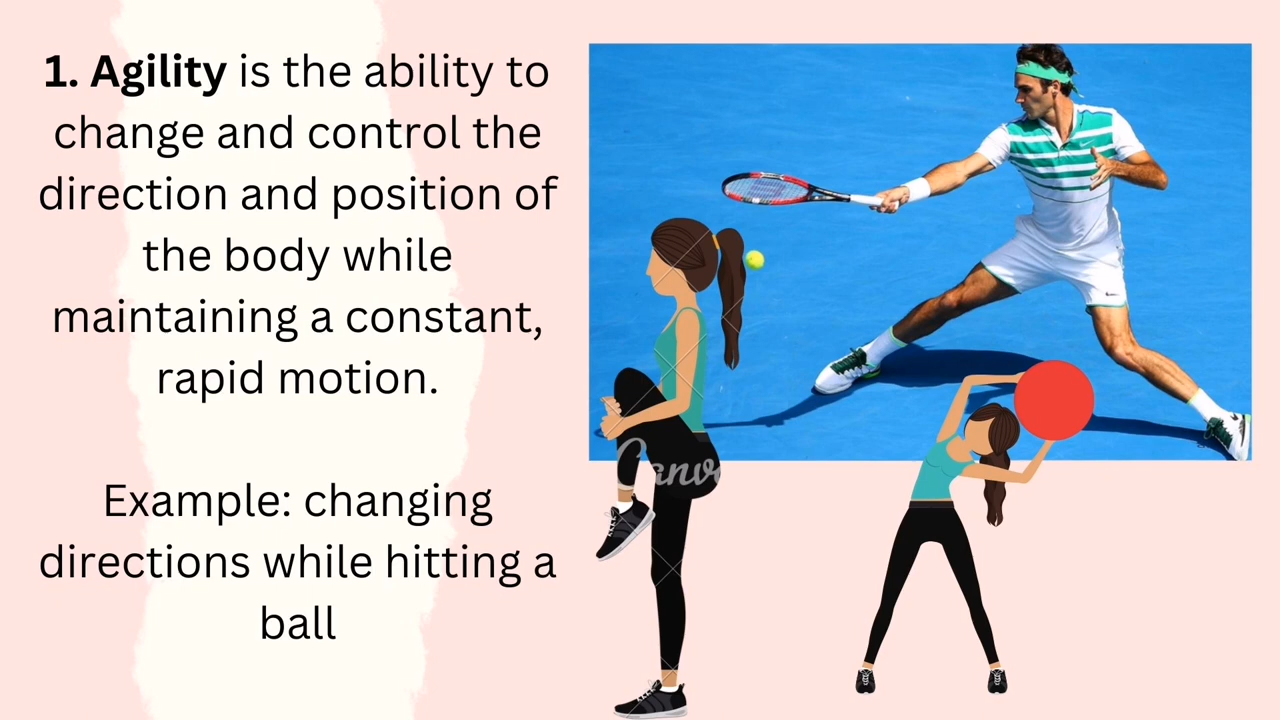 1. Agility is the ability to
change and control the
direction and position of
the body while
maintaining a constant,
rapid motion.
Example: changing
directions while hitting a
ball
Canva